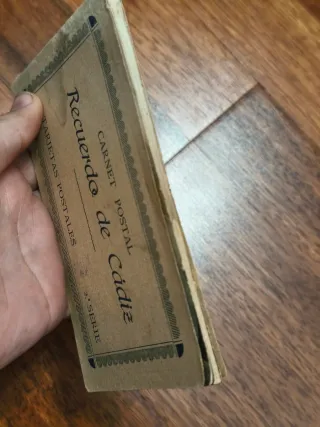 CARNET POSTAL
Recuerdo de Cádiz
TARJETAS POSTALES
ª SERIE